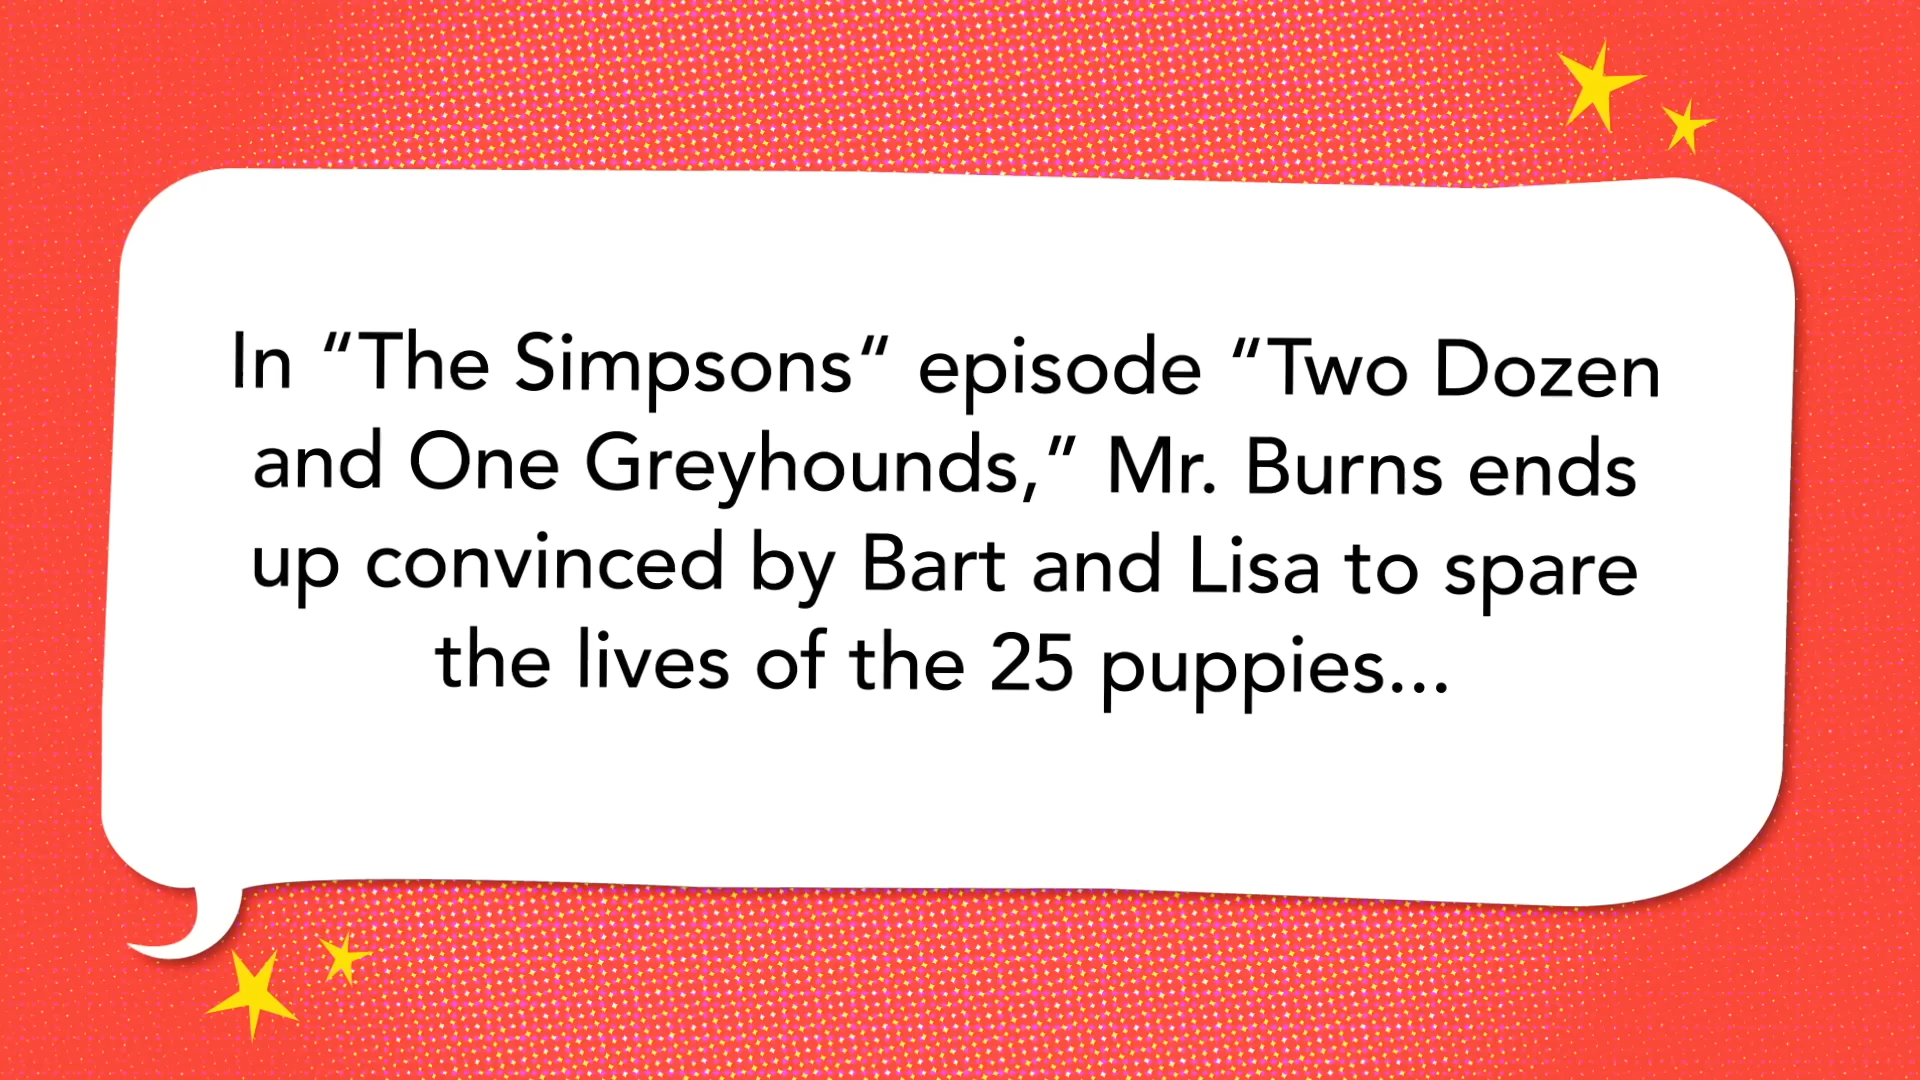 In “The Simpsons“ episode “Two Dozen
and One Greyhounds,” Mr. Burns ends
up convinced by Bart and Lisa to spare
the lives of the 25 puppies...